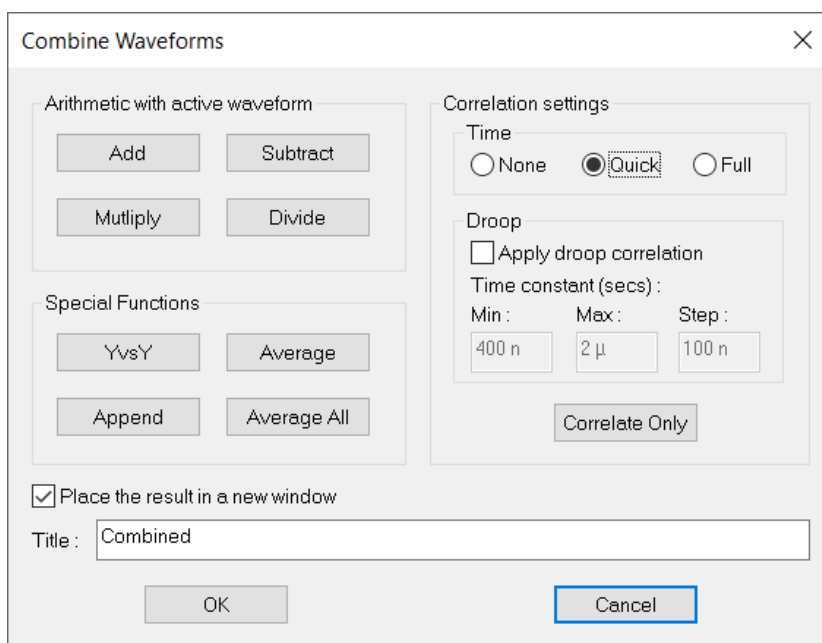 Combine Waveforms
Arithmetic with active waveform
Add
Subtract
Mutliply
Divide
Special Functions
YvsY
Average
Append
Average All
Correlation settings
Time
None
Quick
Full
Droop
Apply droop correlation
Time constant (secs) :
Min :
Max :
Step :
400 n
2 µ
100 n
Correlate Only
Place the result in a new window
Title :
Combined
OK
Cancel